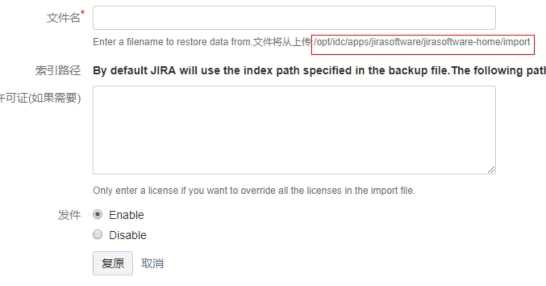 文件名*
Enter a filename to restore data from.文件将从上传/opt/idc/apps/jirasoftware/jirasoftware-home/import
索引路径 By default JIRA will use the index path specified in the backup file.The following pat
许可证(如果需要)
Only enter a license if you want to override all the licenses in the import file.
发件 Enable
Disable
复原 取消